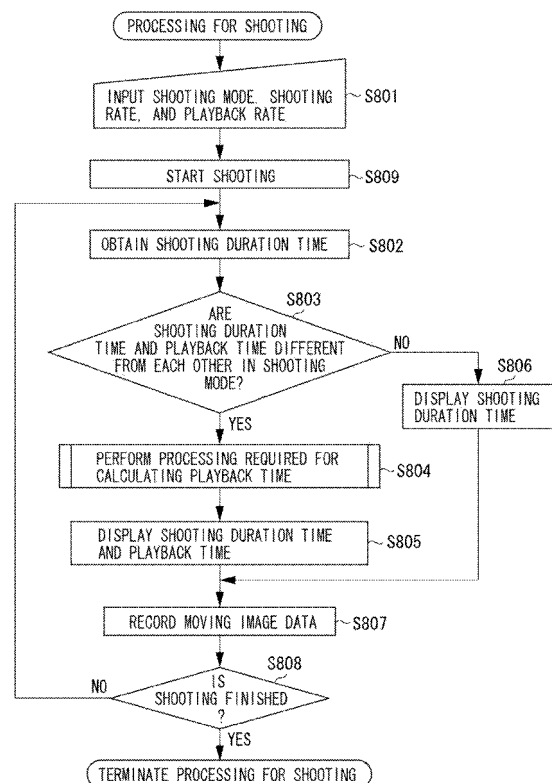 PROCESSING FOR SHOOTING
INPUT SHOOTING MODE, SHOOTING
RATE, AND PLAYBACK RATE
S801
START SHOOTING
S809
OBTAIN SHOOTING DURATION TIME
S802
S803
ARE
SHOOTING DURATION
TIME AND PLAYBACK TIME DIFFERENT
FROM EACH OTHER IN SHOOTING
MODE?
NO
S806
DISPLAY SHOOTING
DURATION TIME
YES
PERFORM PROCESSING REQUIRED FOR
CALCULATING PLAYBACK TIME
S804
DISPLAY SHOOTING DURATION TIME
AND PLAYBACK TIME
S805
RECORD MOVING IMAGE DATA
S807
S808
NO
IS
SHOOTING FINISHED
?
YES
TERMINATE PROCESSING FOR SHOOTING